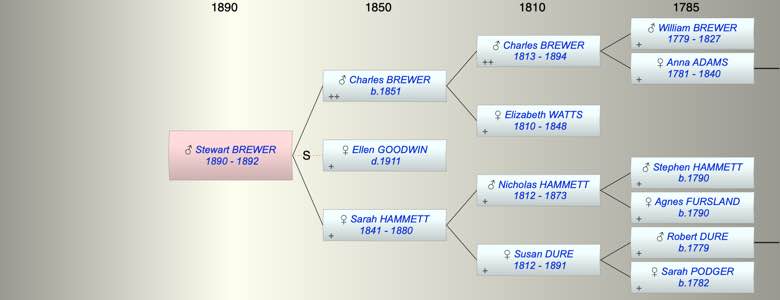 1890 1850 1810 1785
♂ William BREWER
1779 - 1827
+
♂ Charles BREWER
1813 - 1894
++
♀ Anna ADAMS
1781 - 1840
+
♂ Charles BREWER
b.1851
++
♀ Elizabeth WATTS
1810 - 1848
+
♂ Stewart BREWER
1890 - 1892
S
♀ Ellen GOODWIN
d.1911
+
♂ Stephen HAMMETT
b.1790
+
♂ Nicholas HAMMETT
1812 - 1873
+
♀ Agnes FURSLAND
b.1790
+
♀ Sarah HAMMETT
1841 - 1880
+
♂ Robert DURE
b.1779
+
♀ Susan DURE
1812 - 1891
+
♀ Sarah PODGER
b.1782
+